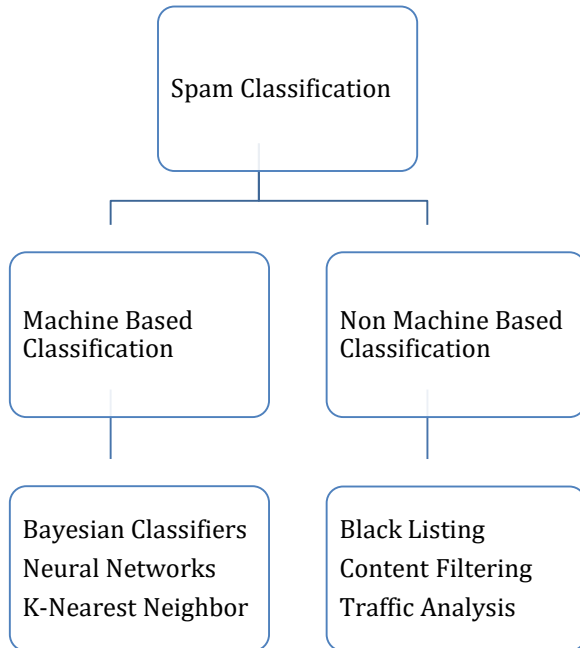 Spam Classification
Machine Based
Classification
Non Machine Based
Classification
Bayesian Classifiers
Neural Networks
K-Nearest Neighbor
Black Listing
Content Filtering
Traffic Analysis